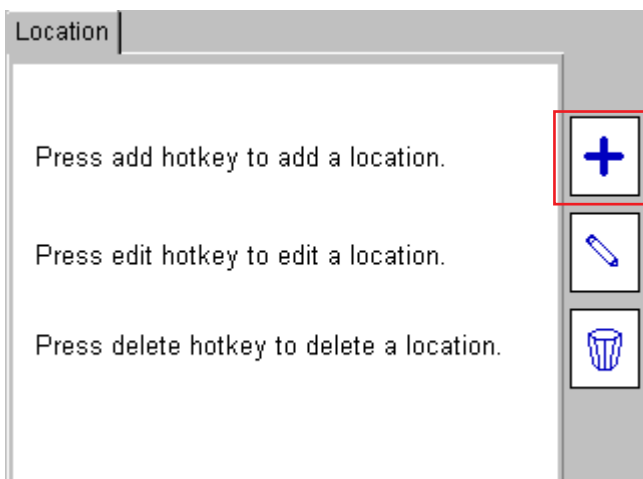 Location
Press add hotkey to add a location.
Press edit hotkey to edit a location.
Press delete hotkey to delete a location.